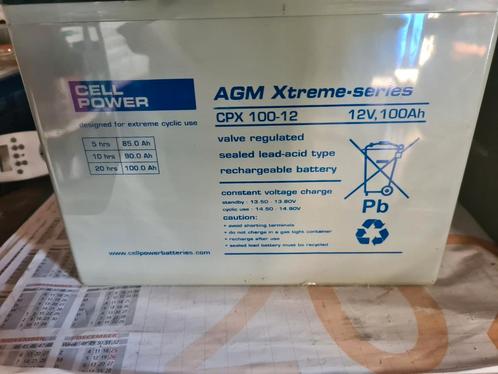 CELL
POWER
designed for extreme cyclic use
5 hrs 85.0 Ah
10 hrs 90.0 Ah
20 hrs 100.0 Ah
www.cellpowerbatteries.com
AGM Xtreme-series
CPX 100-12 12V, 100Ah
valve regulated
sealed lead-acid type
rechargeable battery
constant voltage charge
standby : 13.50 - 13.80V
cyclic use : 14.50 - 14.90V
caution:
• avoid shorting terminals
• do not charge in a gas tight container
• recharge after use
• sealed lead battery must be recycled
Pb
DECEMBER